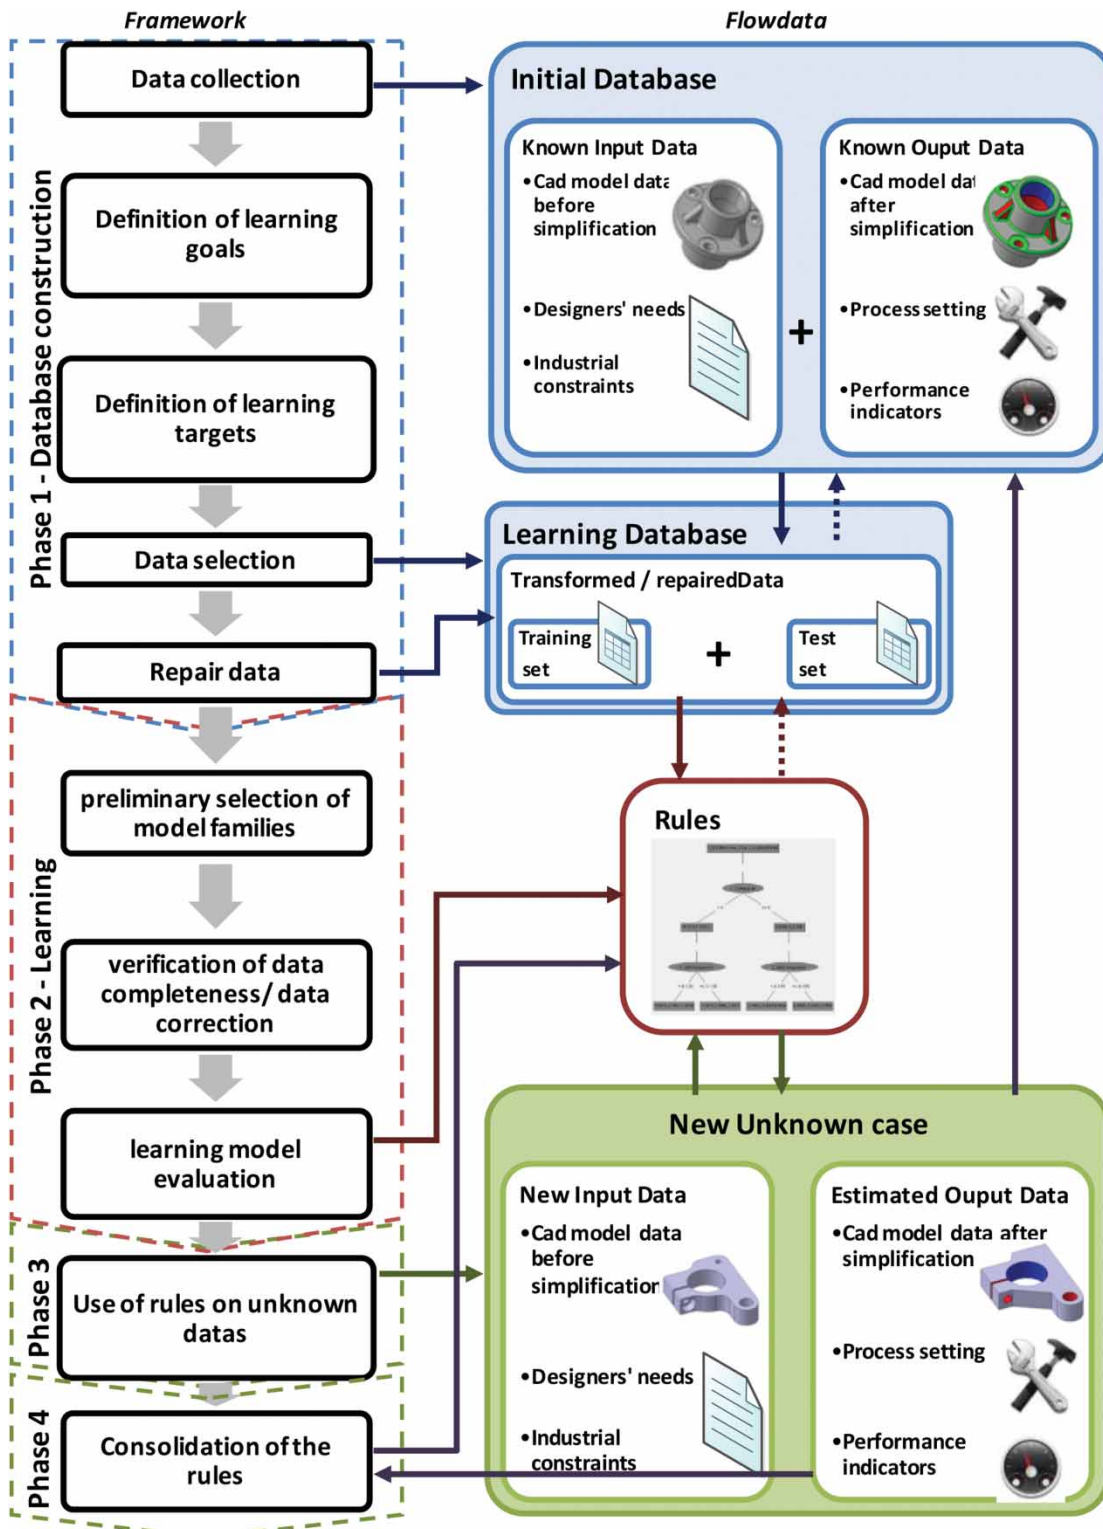 Framework
Flowdata
Phase 1 - Database construction
Data collection
Definition of learning
goals
Definition of learning
targets
Data selection
Repair data
Phase 2 - Learning
preliminary selection of
model families
verification of data
completeness/ data
correction
learning model
evaluation
Phase 3
Use of rules on unknown
datas
Phase 4
Consolidation of the
rules
Initial Database
Known Input Data
•Cad model data
before
simplification
•Designers' needs
•Industrial
constraints
+
Known Ouput Data
•Cad model dat
after
simplification
•Process setting
•Performance
indicators
Learning Database
Transformed / repairedData
Training
set
+
Test
set
Rules
New Unknown case
New Input Data
•Cad model data
before
simplification
•Designers' needs
•Industrial
constraints
Estimated Ouput Data
•Cad model data after
simplification
•Process setting
•Performance
indicators